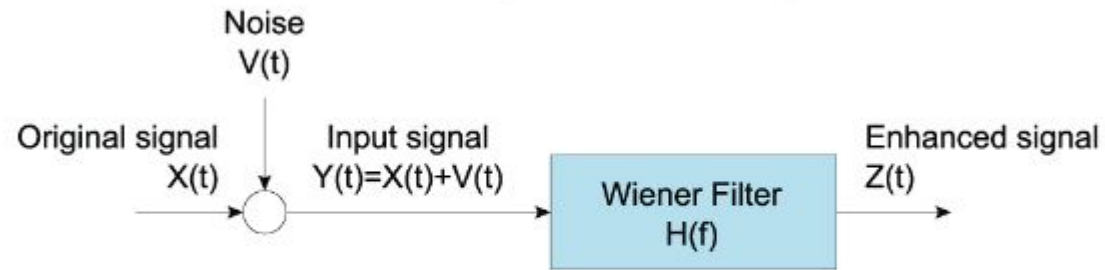 Noise
V(t)
Original signal
X(t)
Input signal
Y(t)=X(t)+V(t)
Wiener Filter
H(f)
Enhanced signal
Z(t)